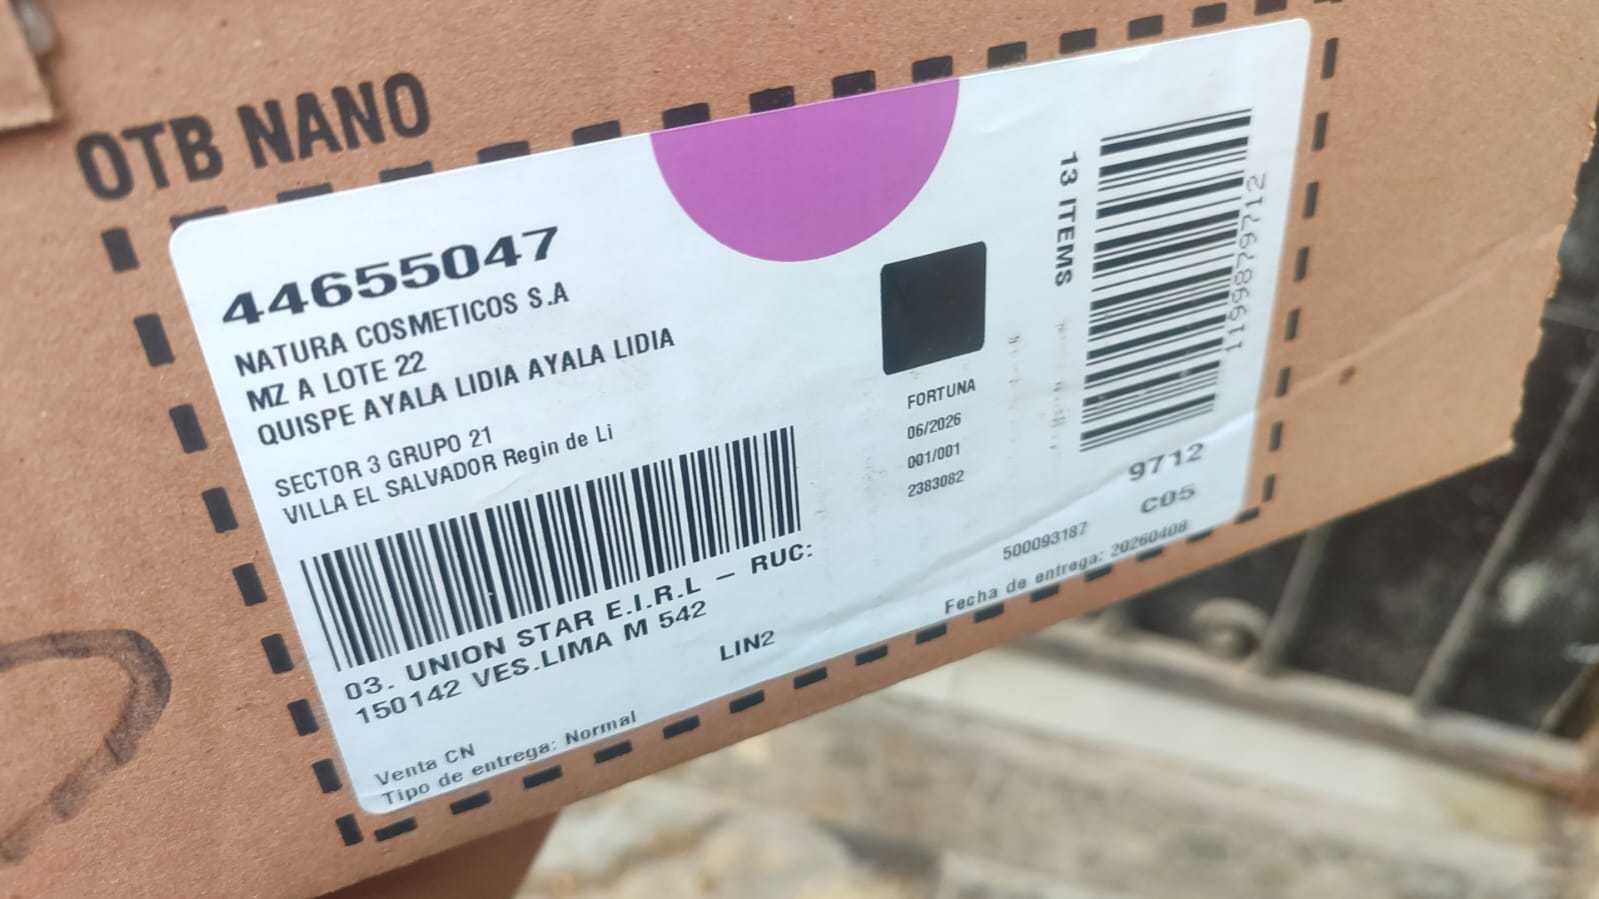 OTB NANO
44655047
NATURA COSMETICOS S.A
MZ A LOTE 22
QUISPE AYALA LIDIA AYALA LIDIA
SECTOR 3 GRUPO 21
VILLA EL SALVADOR Regin de Li
03. UNION STAR E.I.R.L – RUC:
150142 VES.LIMA M 542
LIN2
Venta CN
Tipo de entrega: Normal
FORTUNA
06/2026
001/001
2383082
13 ITEMS
1199879712
9712
C05
500093187
Fecha de entrega: 20260408